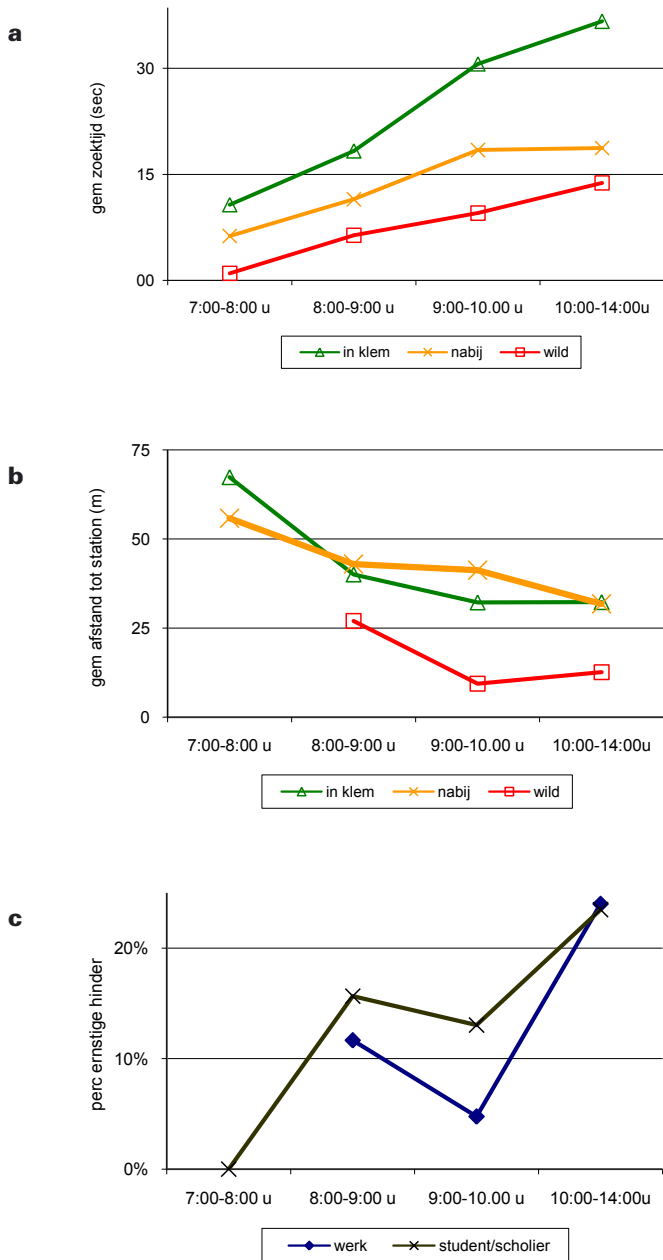 a
gem zoektijd (sec)
30
15
00
7:00-8:00 u 8:00-9:00 u 9:00-10.00 u 10:00-14:00u
in klem nabij wild
b
gem afstand tot station (m)
75
50
25
0
7:00-8:00 u 8:00-9:00 u 9:00-10.00 u 10:00-14:00u
in klem nabij wild
c
perc ernstige hinder
20%
10%
0%
7:00-8:00 u 8:00-9:00 u 9:00-10.00 u 10:00-14:00u
werk student/scholier